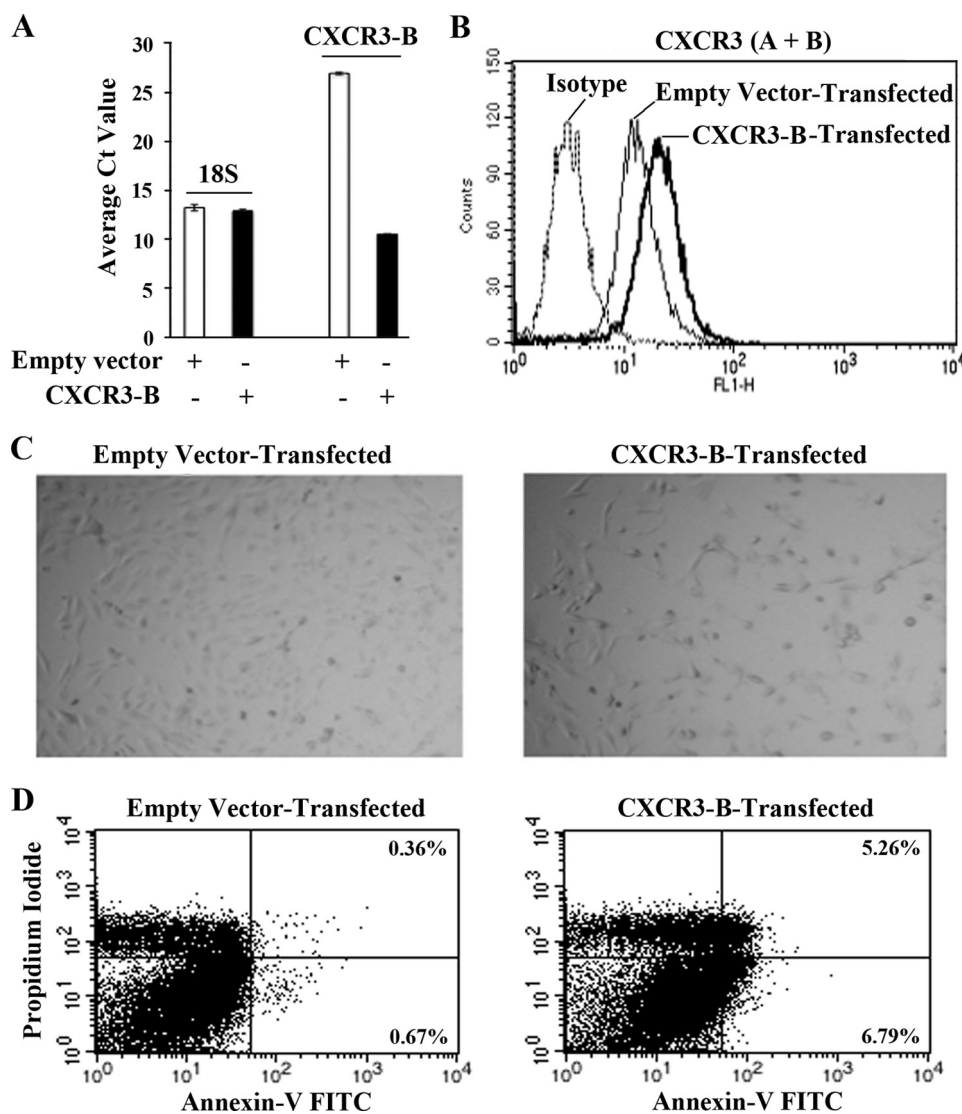 A
CXCR3-B
18S
Average Ct Value
30
25
20
15
10
5
0
Empty vector + - + -
CXCR3-B - + - +
B
CXCR3 (A + B)
Isotype
Empty Vector-Transfected
CXCR3-B-Transfected
Counts
150
120
90
60
30
0
10⁰ 10¹ 10² 10³ 10⁴
FL1-H
C
Empty Vector-Transfected
CXCR3-B-Transfected
D
Empty Vector-Transfected
Propidium Iodide
10⁴
10³
10²
10¹
10⁰
0.36%
0.67%
10⁰ 10¹ 10² 10³ 10⁴
Annexin-V FITC
CXCR3-B-Transfected
10⁴
10³
10²
10¹
10⁰
5.26%
6.79%
10⁰ 10¹ 10² 10³ 10⁴
Annexin-V FITC